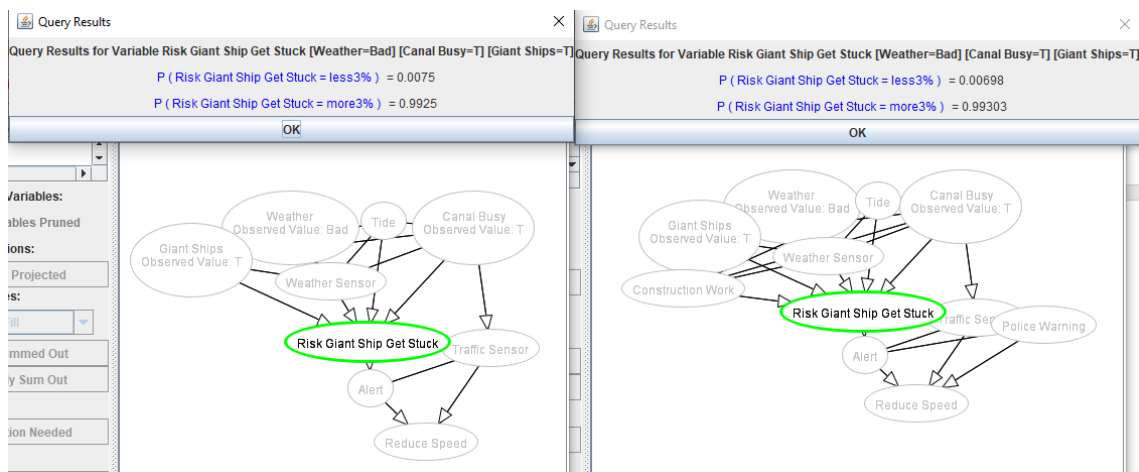 Query Results
Query Results for Variable Risk Giant Ship Get Stuck [Weather=Bad] [Canal Busy=T] [Giant Ships=T]
P ( Risk Giant Ship Get Stuck = less3% ) = 0.0075
P ( Risk Giant Ship Get Stuck = more3% ) = 0.9925
OK
Variables:
ables Pruned
ions:
Projected
es:
ill
mmed Out
ly Sum Out
tion Needed
Weather
Observed Value: Bad
Tide
Canal Busy
Observed Value: T
Giant Ships
Observed Value: T
Weather Sensor
Risk Giant Ship Get Stuck
Traffic Sensor
Alert
Reduce Speed
Query Results
Query Results for Variable Risk Giant Ship Get Stuck [Weather=Bad] [Canal Busy=T] [Giant Ships=T]
P ( Risk Giant Ship Get Stuck = less3% ) = 0.00698
P ( Risk Giant Ship Get Stuck = more3% ) = 0.99303
OK
Weather
Observed Value: Bad
Tide
Canal Busy
Observed Value: T
Giant Ships
Observed Value: T
Weather Sensor
Construction Work
Risk Giant Ship Get Stuck
Traffic Sen
Police Warning
Alert
Reduce Speed